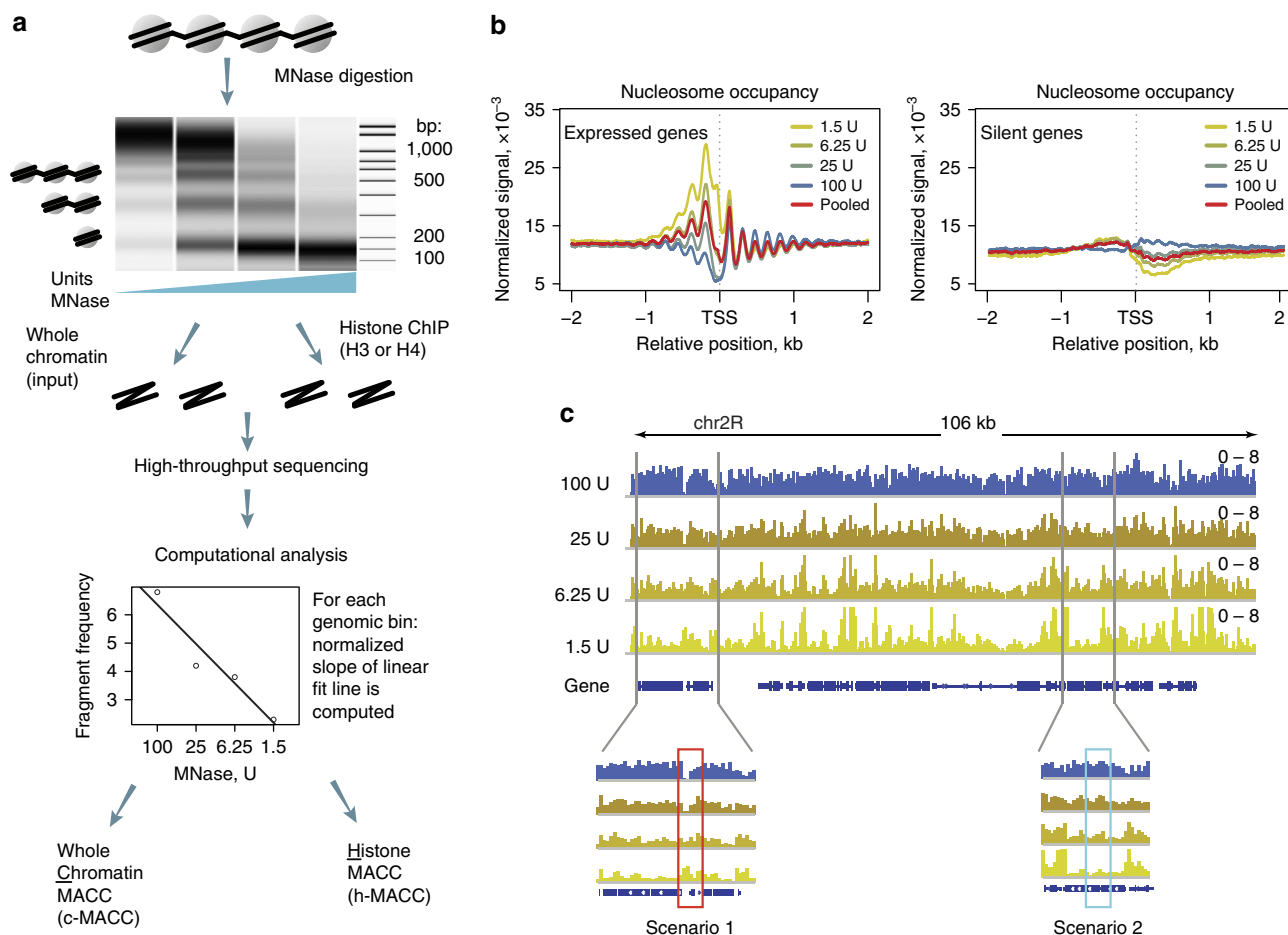 a
MNase digestion
bp:
1,000
500
200
100
Units
MNase
Whole
chromatin
(input)
Histone ChIP
(H3 or H4)
High-throughput sequencing
Computational analysis
Fragment frequency
6
5
4
3
100 25 6.25 1.5
MNase, U
For each
genomic bin:
normalized
slope of linear
fit line is
computed
Whole
Chromatin
MACC
(c-MACC)
Histone
MACC
(h-MACC)
b
Nucleosome occupancy
Normalized signal, ×10⁻³
35
25
15
5
Expressed genes
1.5 U
6.25 U
25 U
100 U
Pooled
−2 −1 TSS 1 2
Relative position, kb
Nucleosome occupancy
Normalized signal, ×10⁻³
35
25
15
5
Silent genes
1.5 U
6.25 U
25 U
100 U
Pooled
−2 −1 TSS 1 2
Relative position, kb
c
chr2R 106 kb
100 U 0 – 8
25 U 0 – 8
6.25 U 0 – 8
1.5 U 0 – 8
Gene
Scenario 1 Scenario 2